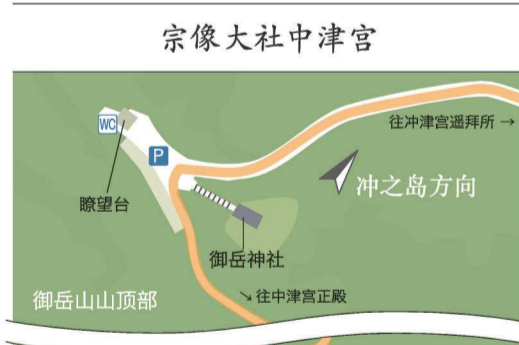 宗像大社中津宫
往冲津宫遥拜所 →
WC
P
瞭望台
冲之岛方向
御岳神社
御岳山山顶部
↘ 往中津宫正殿